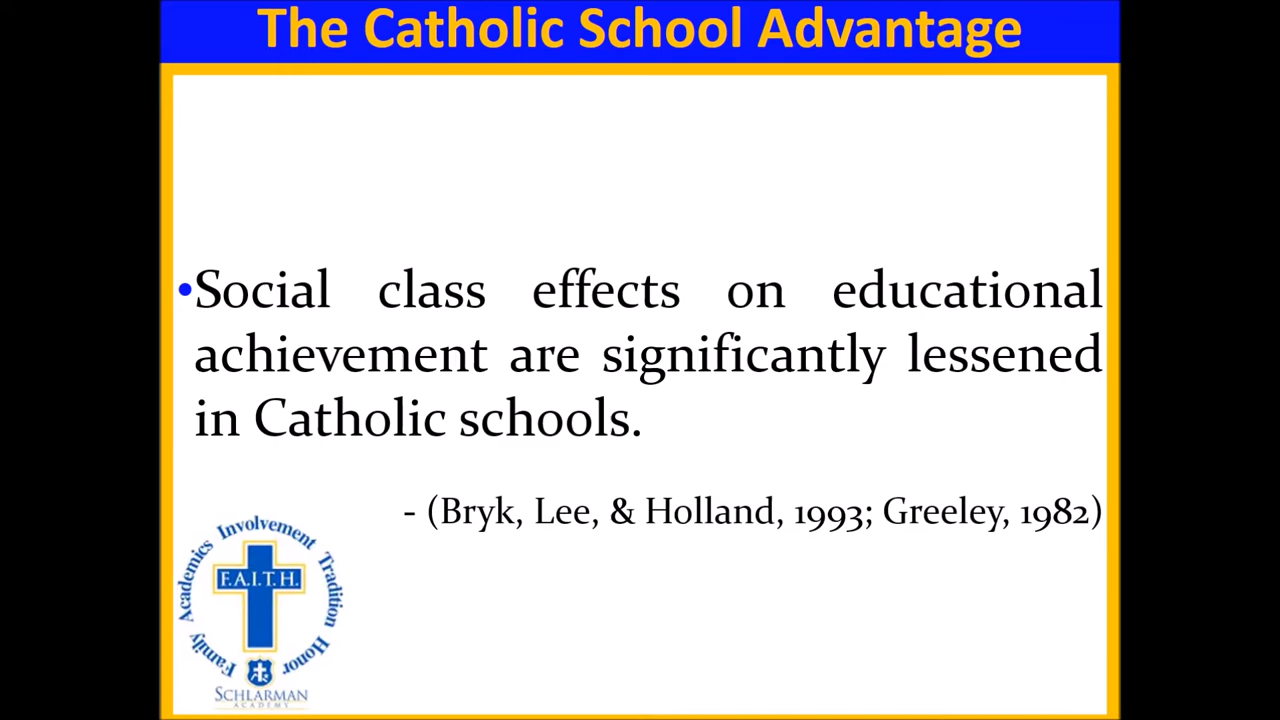 The Catholic School Advantage
•Social class effects on educational
achievement are significantly lessened
in Catholic schools.
- (Bryk, Lee, & Holland, 1993; Greeley, 1982)
Family Academics Involvement Tradition Honor
F.A.I.T.H.
SCHLARMAN
ACADEMY